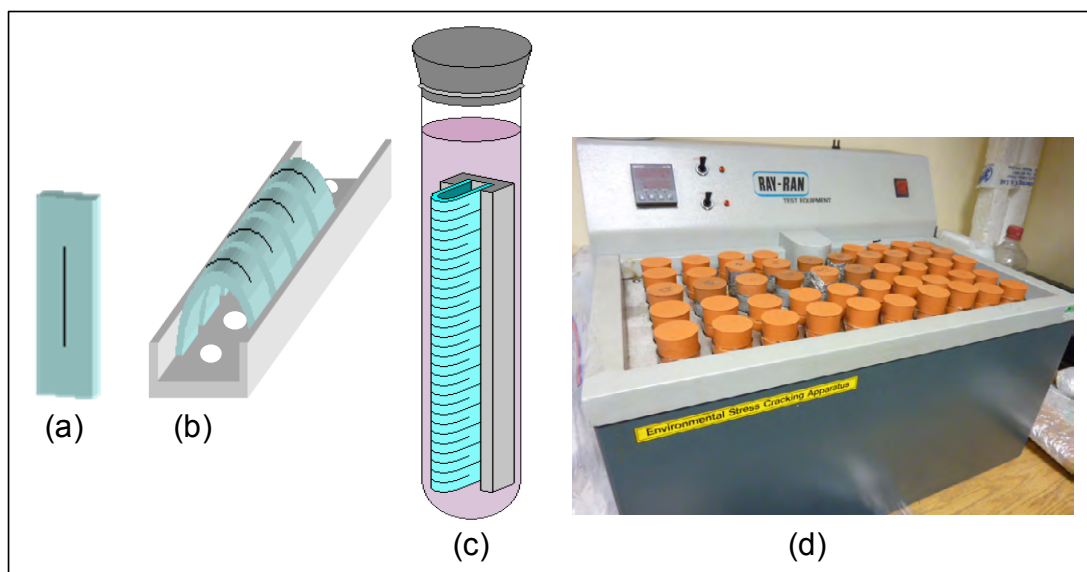 RAY-RAN
TEST EQUIPMENT
Environmental Stress Cracking Apparatus
(a)
(b)
(c)
(d)